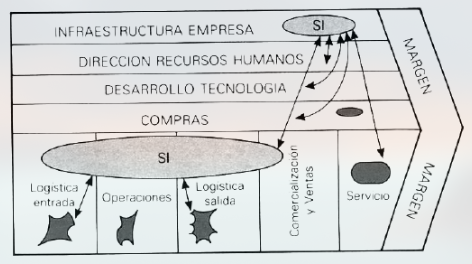 INFRAESTRUCTURA EMPRESA
SI
DIRECCION RECURSOS HUMANOS
DESARROLLO TECNOLOGIA
COMPRAS
MARGEN
SI
Logistica
entrada
Operaciones
Logistica
salida
Comercialización
y Ventas
Servicio
MARGEN